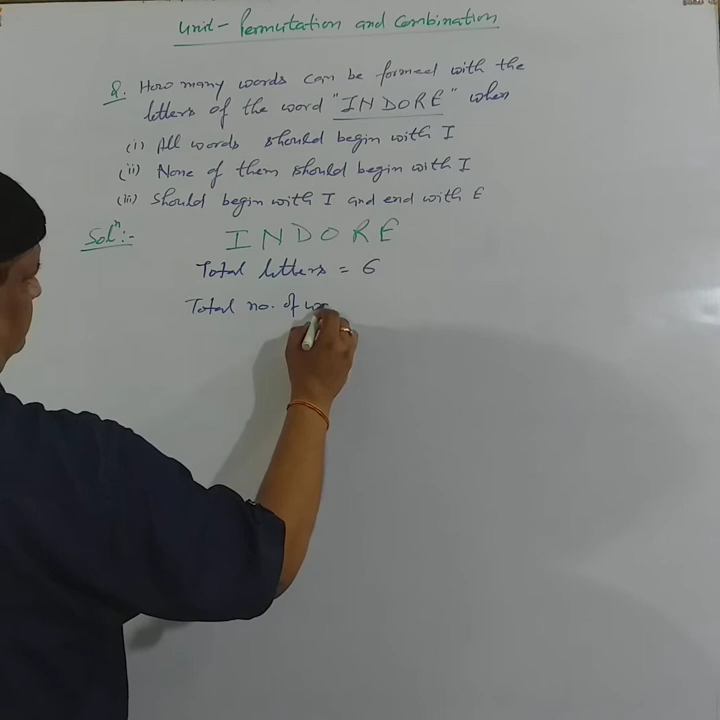 Unit - Permutation and Combination
Q. How many words can be formed with the
letters of the word "INDORE" when
(i) All words should begin with I
(ii) None of them should begin with I
(iii) Should begin with I and end with E
Solⁿ:-
INDORE
Total letters = 6
Total no. of